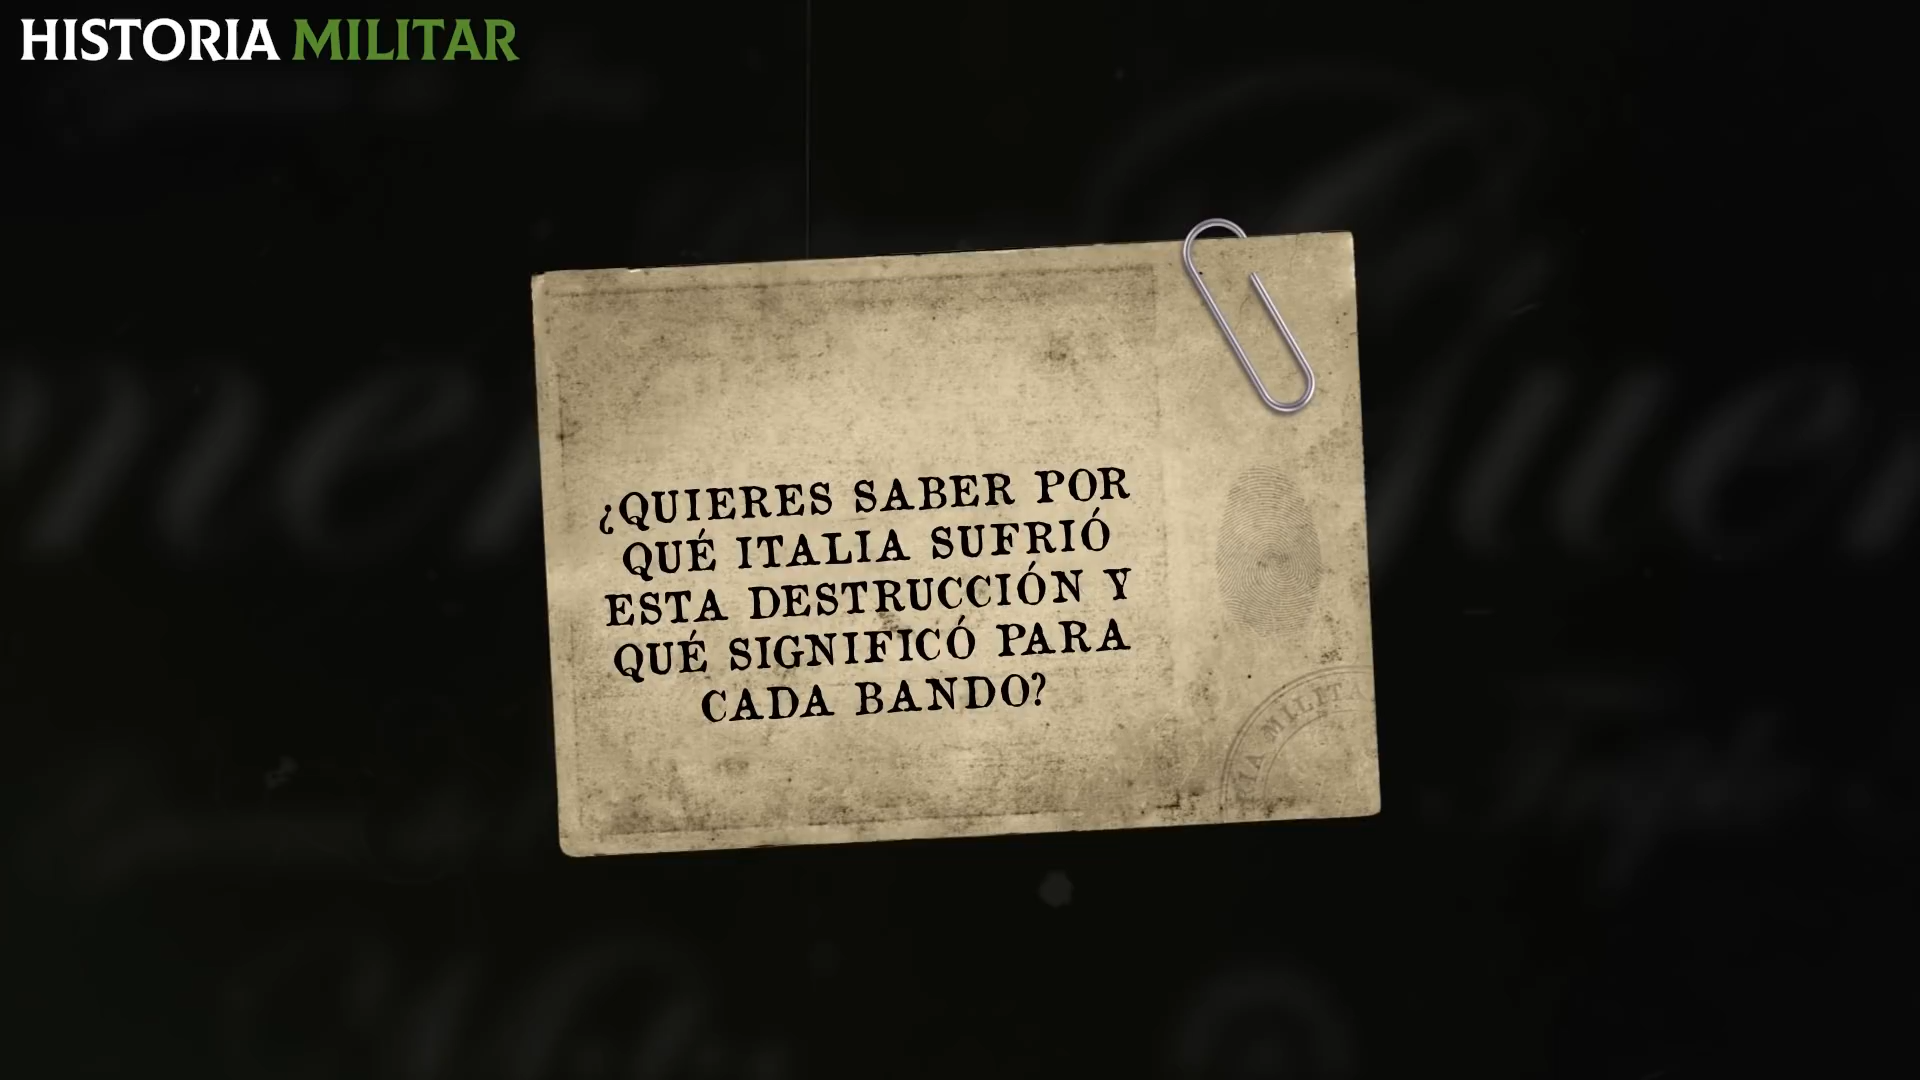 HISTORIA MILITAR
¿QUIERES SABER POR
QUÉ ITALIA SUFRIÓ
ESTA DESTRUCCIÓN Y
QUÉ SIGNIFICÓ PARA
CADA BANDO?